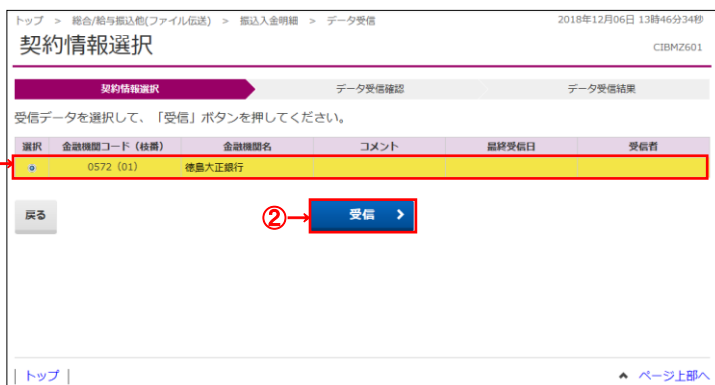 トップ > 総合/給与振込他(ファイル伝送) > 振込入金明細 > データ受信 2018年12月06日 13時46分34秒
契約情報選択 CIBMZ601
契約情報選択 データ受信確認 データ受信結果
受信データを選択して、「受信」ボタンを押してください。
選択 金融機関コード（枝番） 金融機関名 コメント 最終受信日 受信者
0572（01） 徳島大正銀行
戻る ② 受信
トップ ページ上部へ